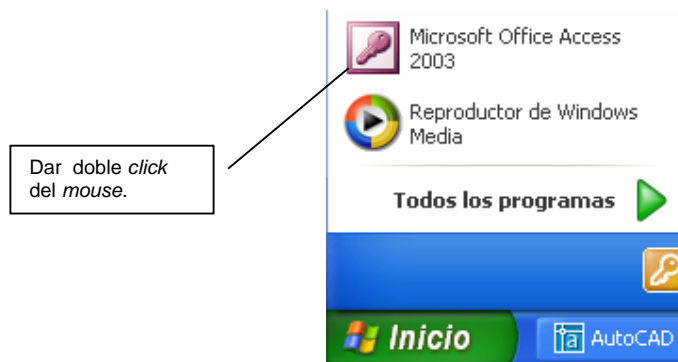 Microsoft Office Access
2003
Reproductor de Windows
Media
Dar doble click
del mouse.
Todos los programas
Inicio
AutoCAD